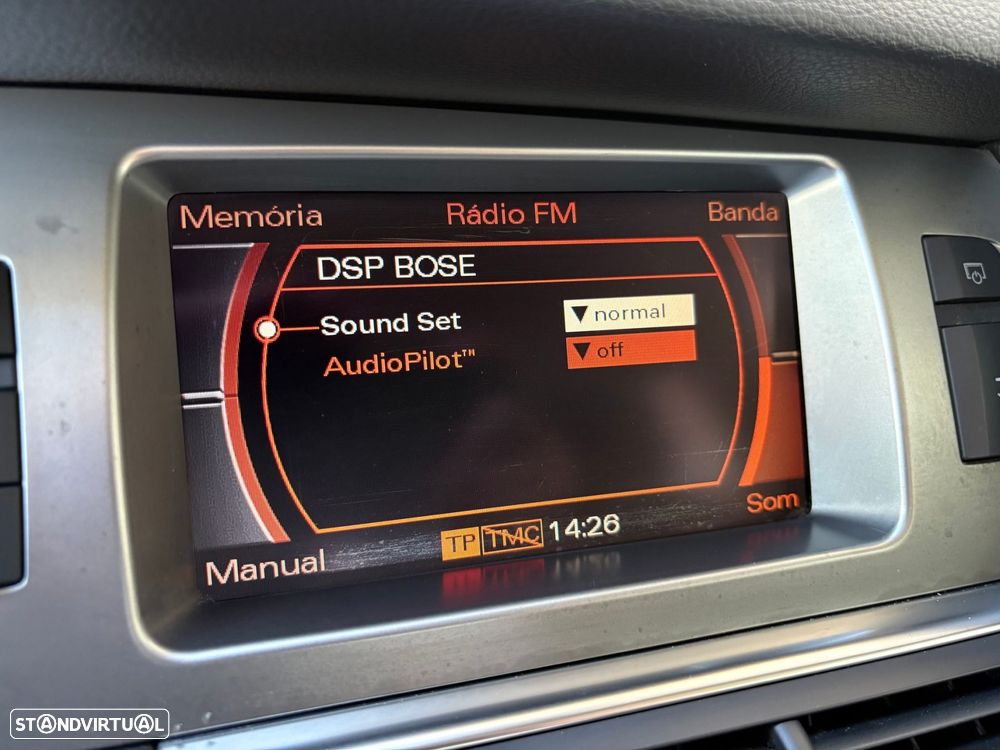 Memória Rádio FM Banda
DSP BOSE
Sound Set ▼ normal
AudioPilot™ ▼ off
Som
TP TMC 14:26
Manual
STANDVIRTUAL